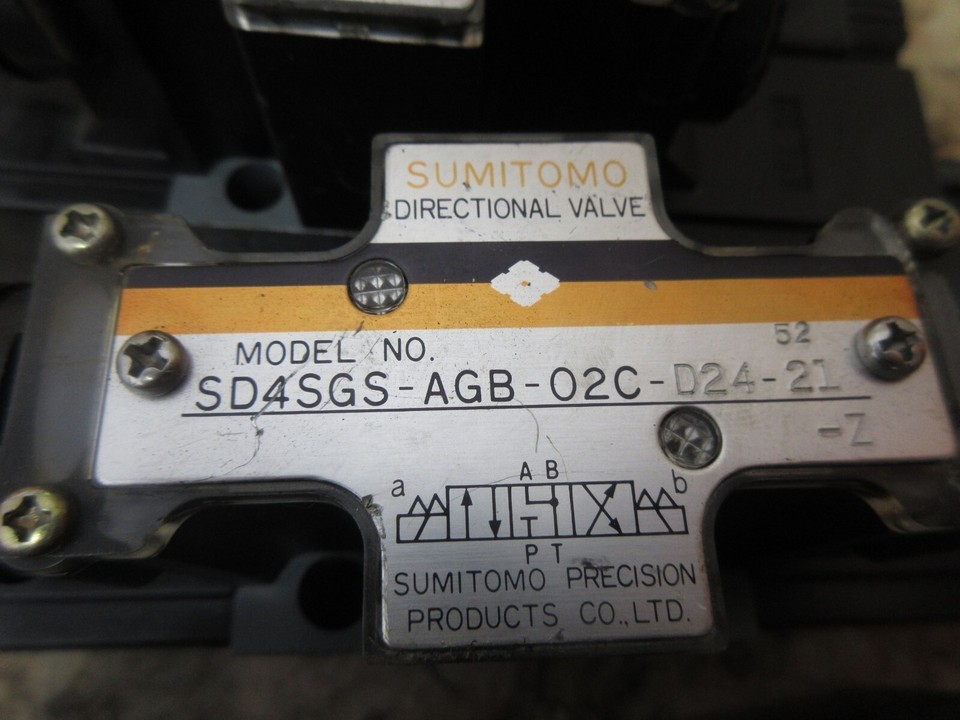 SUMITOMO
DIRECTIONAL VALVE
MODEL NO.
52
SD4SGS-AGB-02C-D24-21
-Z
A B
a
b
P T
SUMITOMO PRECISION
PRODUCTS CO.,LTD.